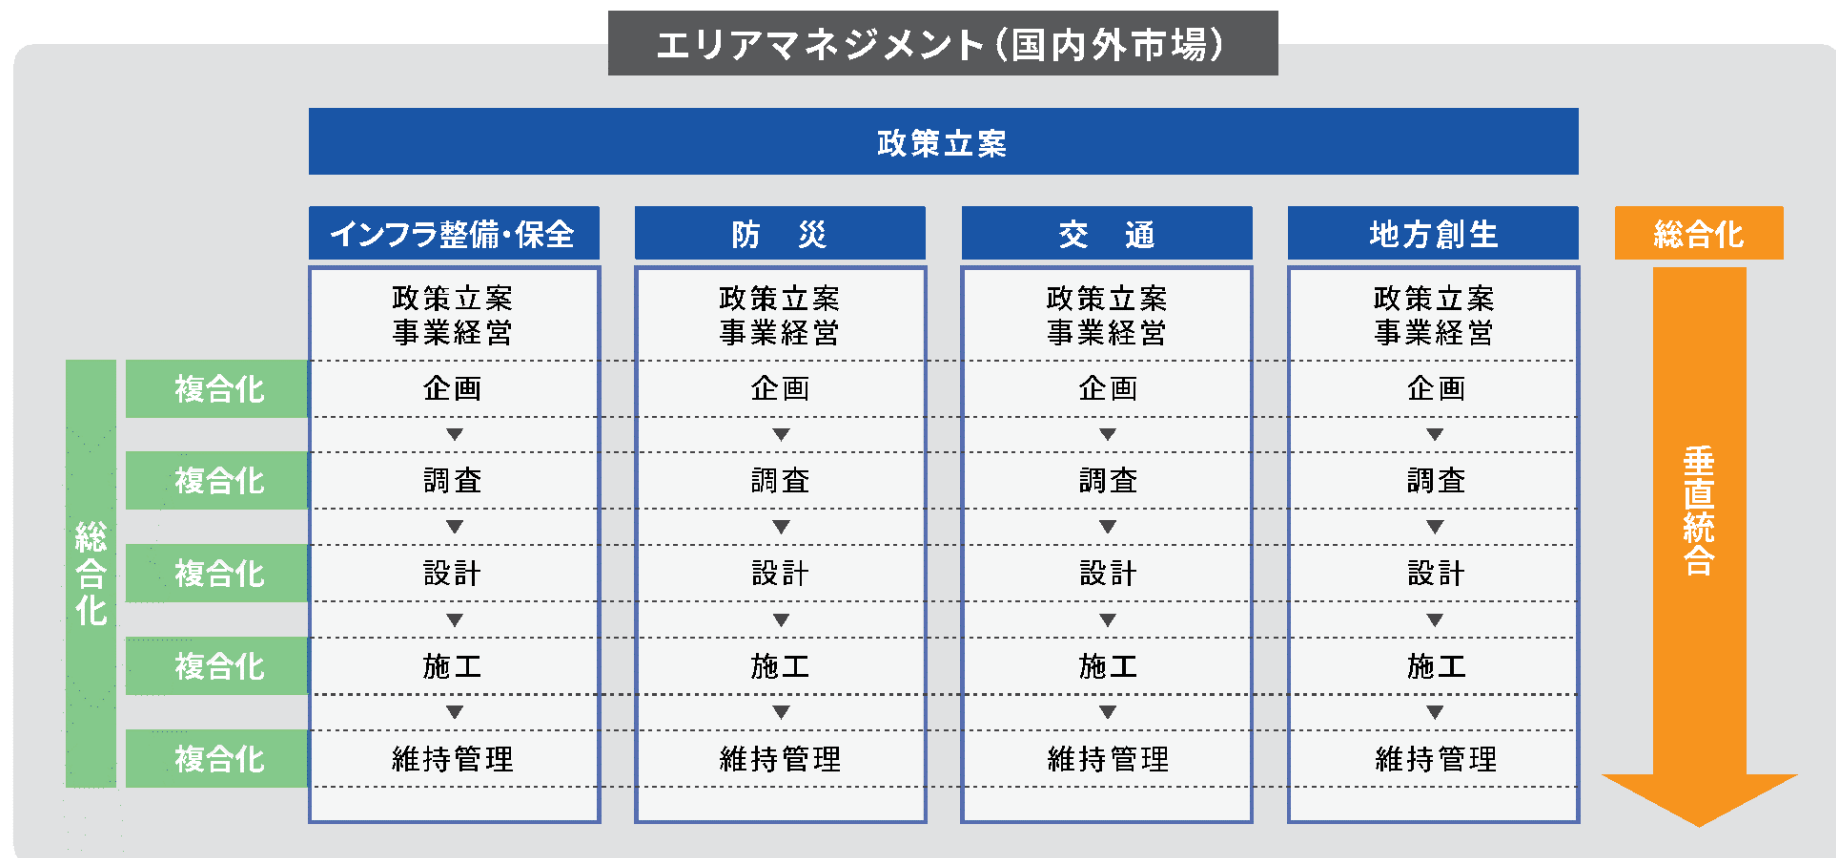 エリアマネジメント（国内外市場）
政策立案
インフラ整備・保全 防 災 交 通 地方創生 総合化
政策立案 政策立案 政策立案 政策立案
事業経営 事業経営 事業経営 事業経営
複合化 企画 企画 企画 企画
▼ ▼ ▼ ▼
複合化 調査 調査 調査 調査
▼ ▼ ▼ ▼
複合化 設計 設計 設計 設計
▼ ▼ ▼ ▼
複合化 施工 施工 施工 施工
▼ ▼ ▼ ▼
複合化 維持管理 維持管理 維持管理 維持管理
総合化
垂直統合